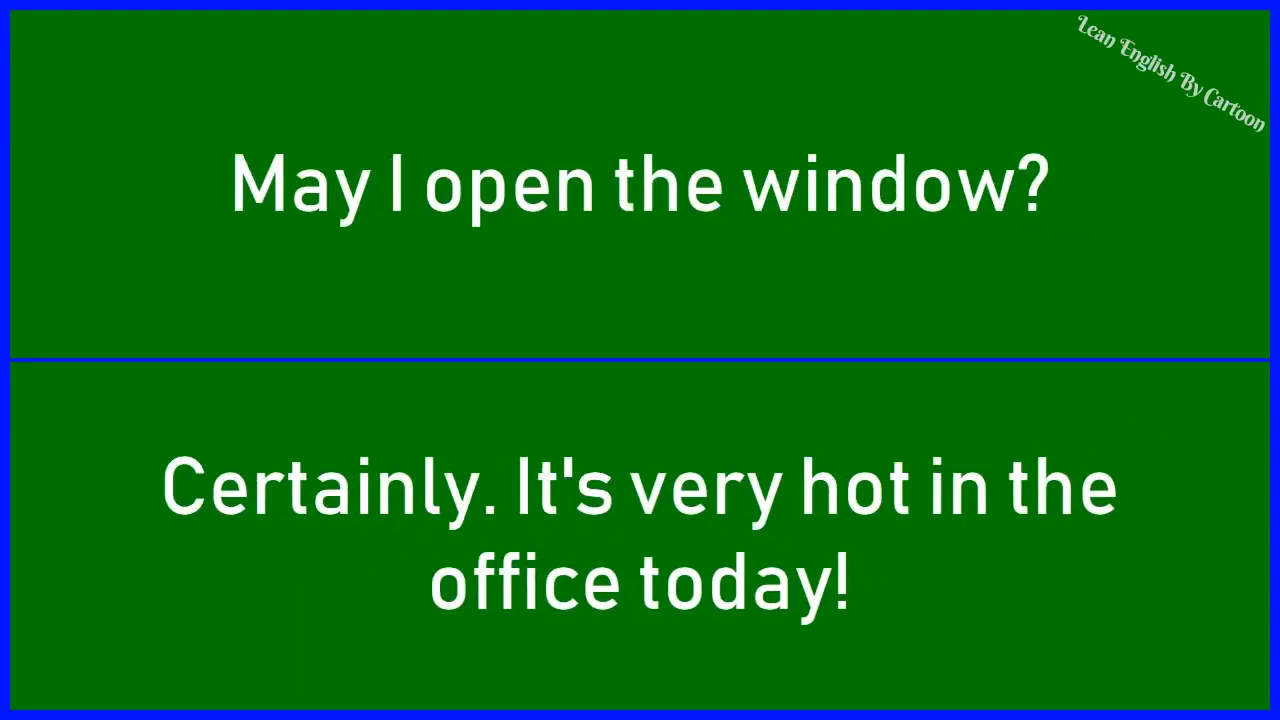 Lean English By Cartoon
May I open the window?
Certainly. It's very hot in the
office today!